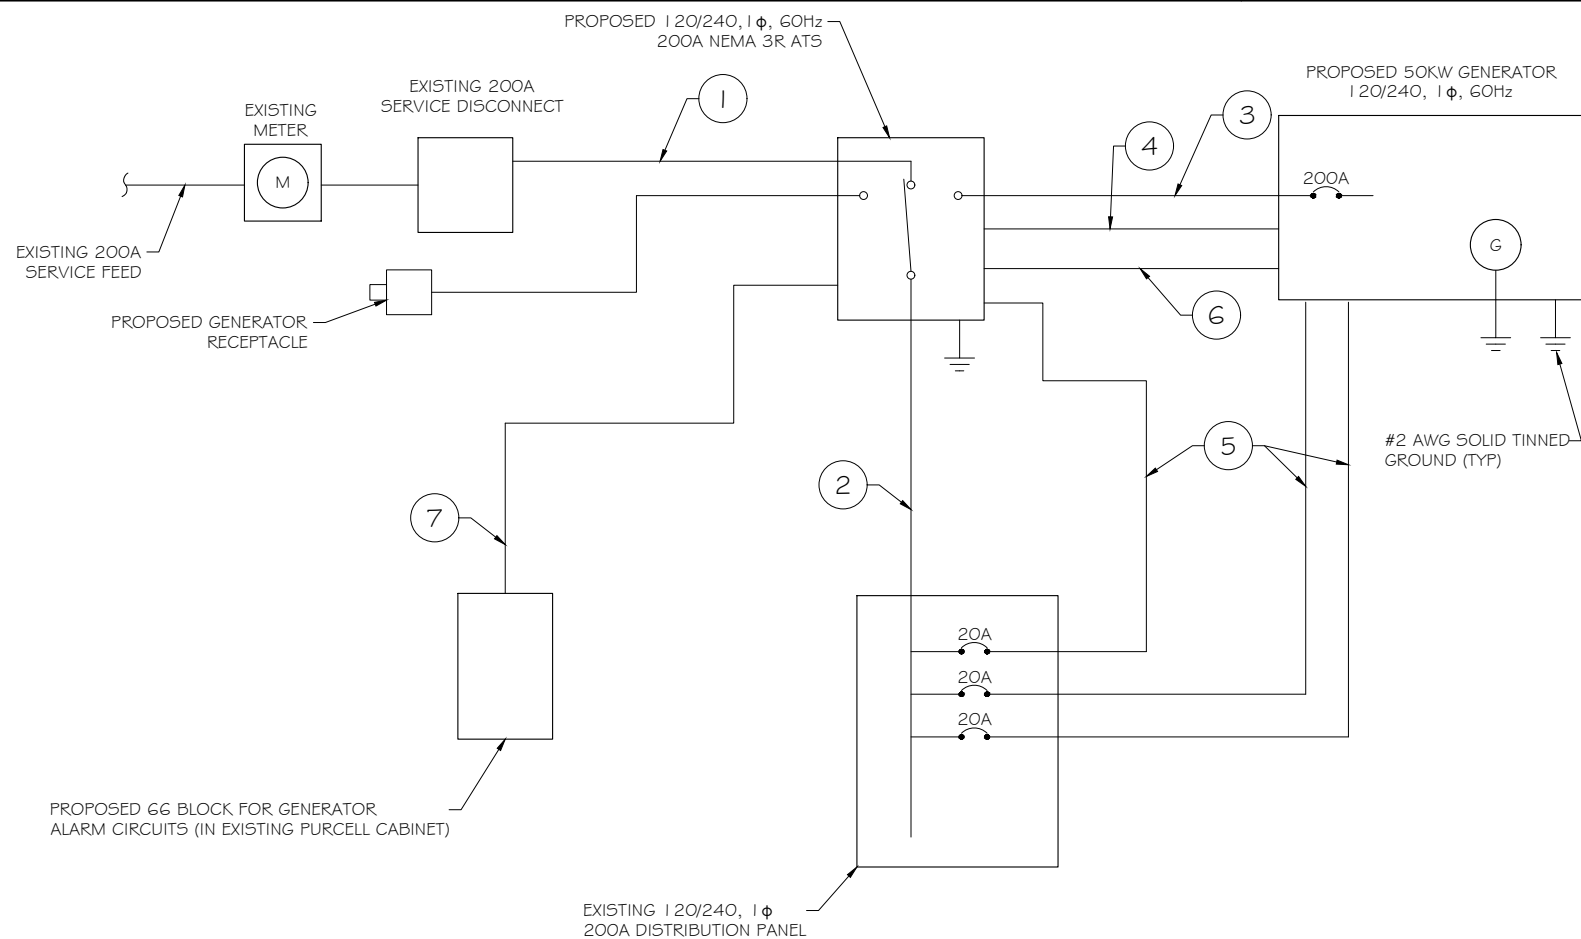 PROPOSED 120/240, 1ϕ, 60Hz
200A NEMA 3R ATS
EXISTING 200A
SERVICE DISCONNECT
1
EXISTING
METER
M
PROPOSED 50KW GENERATOR
120/240, 1ϕ, 60Hz
3
4
200A
G
EXISTING 200A
SERVICE FEED
PROPOSED GENERATOR
RECEPTACLE
6
#2 AWG SOLID TINNED
GROUND (TYP)
5
2
7
20A
20A
20A
PROPOSED 66 BLOCK FOR GENERATOR
ALARM CIRCUITS (IN EXISTING PURCELL CABINET)
EXISTING 120/240, 1ϕ
200A DISTRIBUTION PANEL